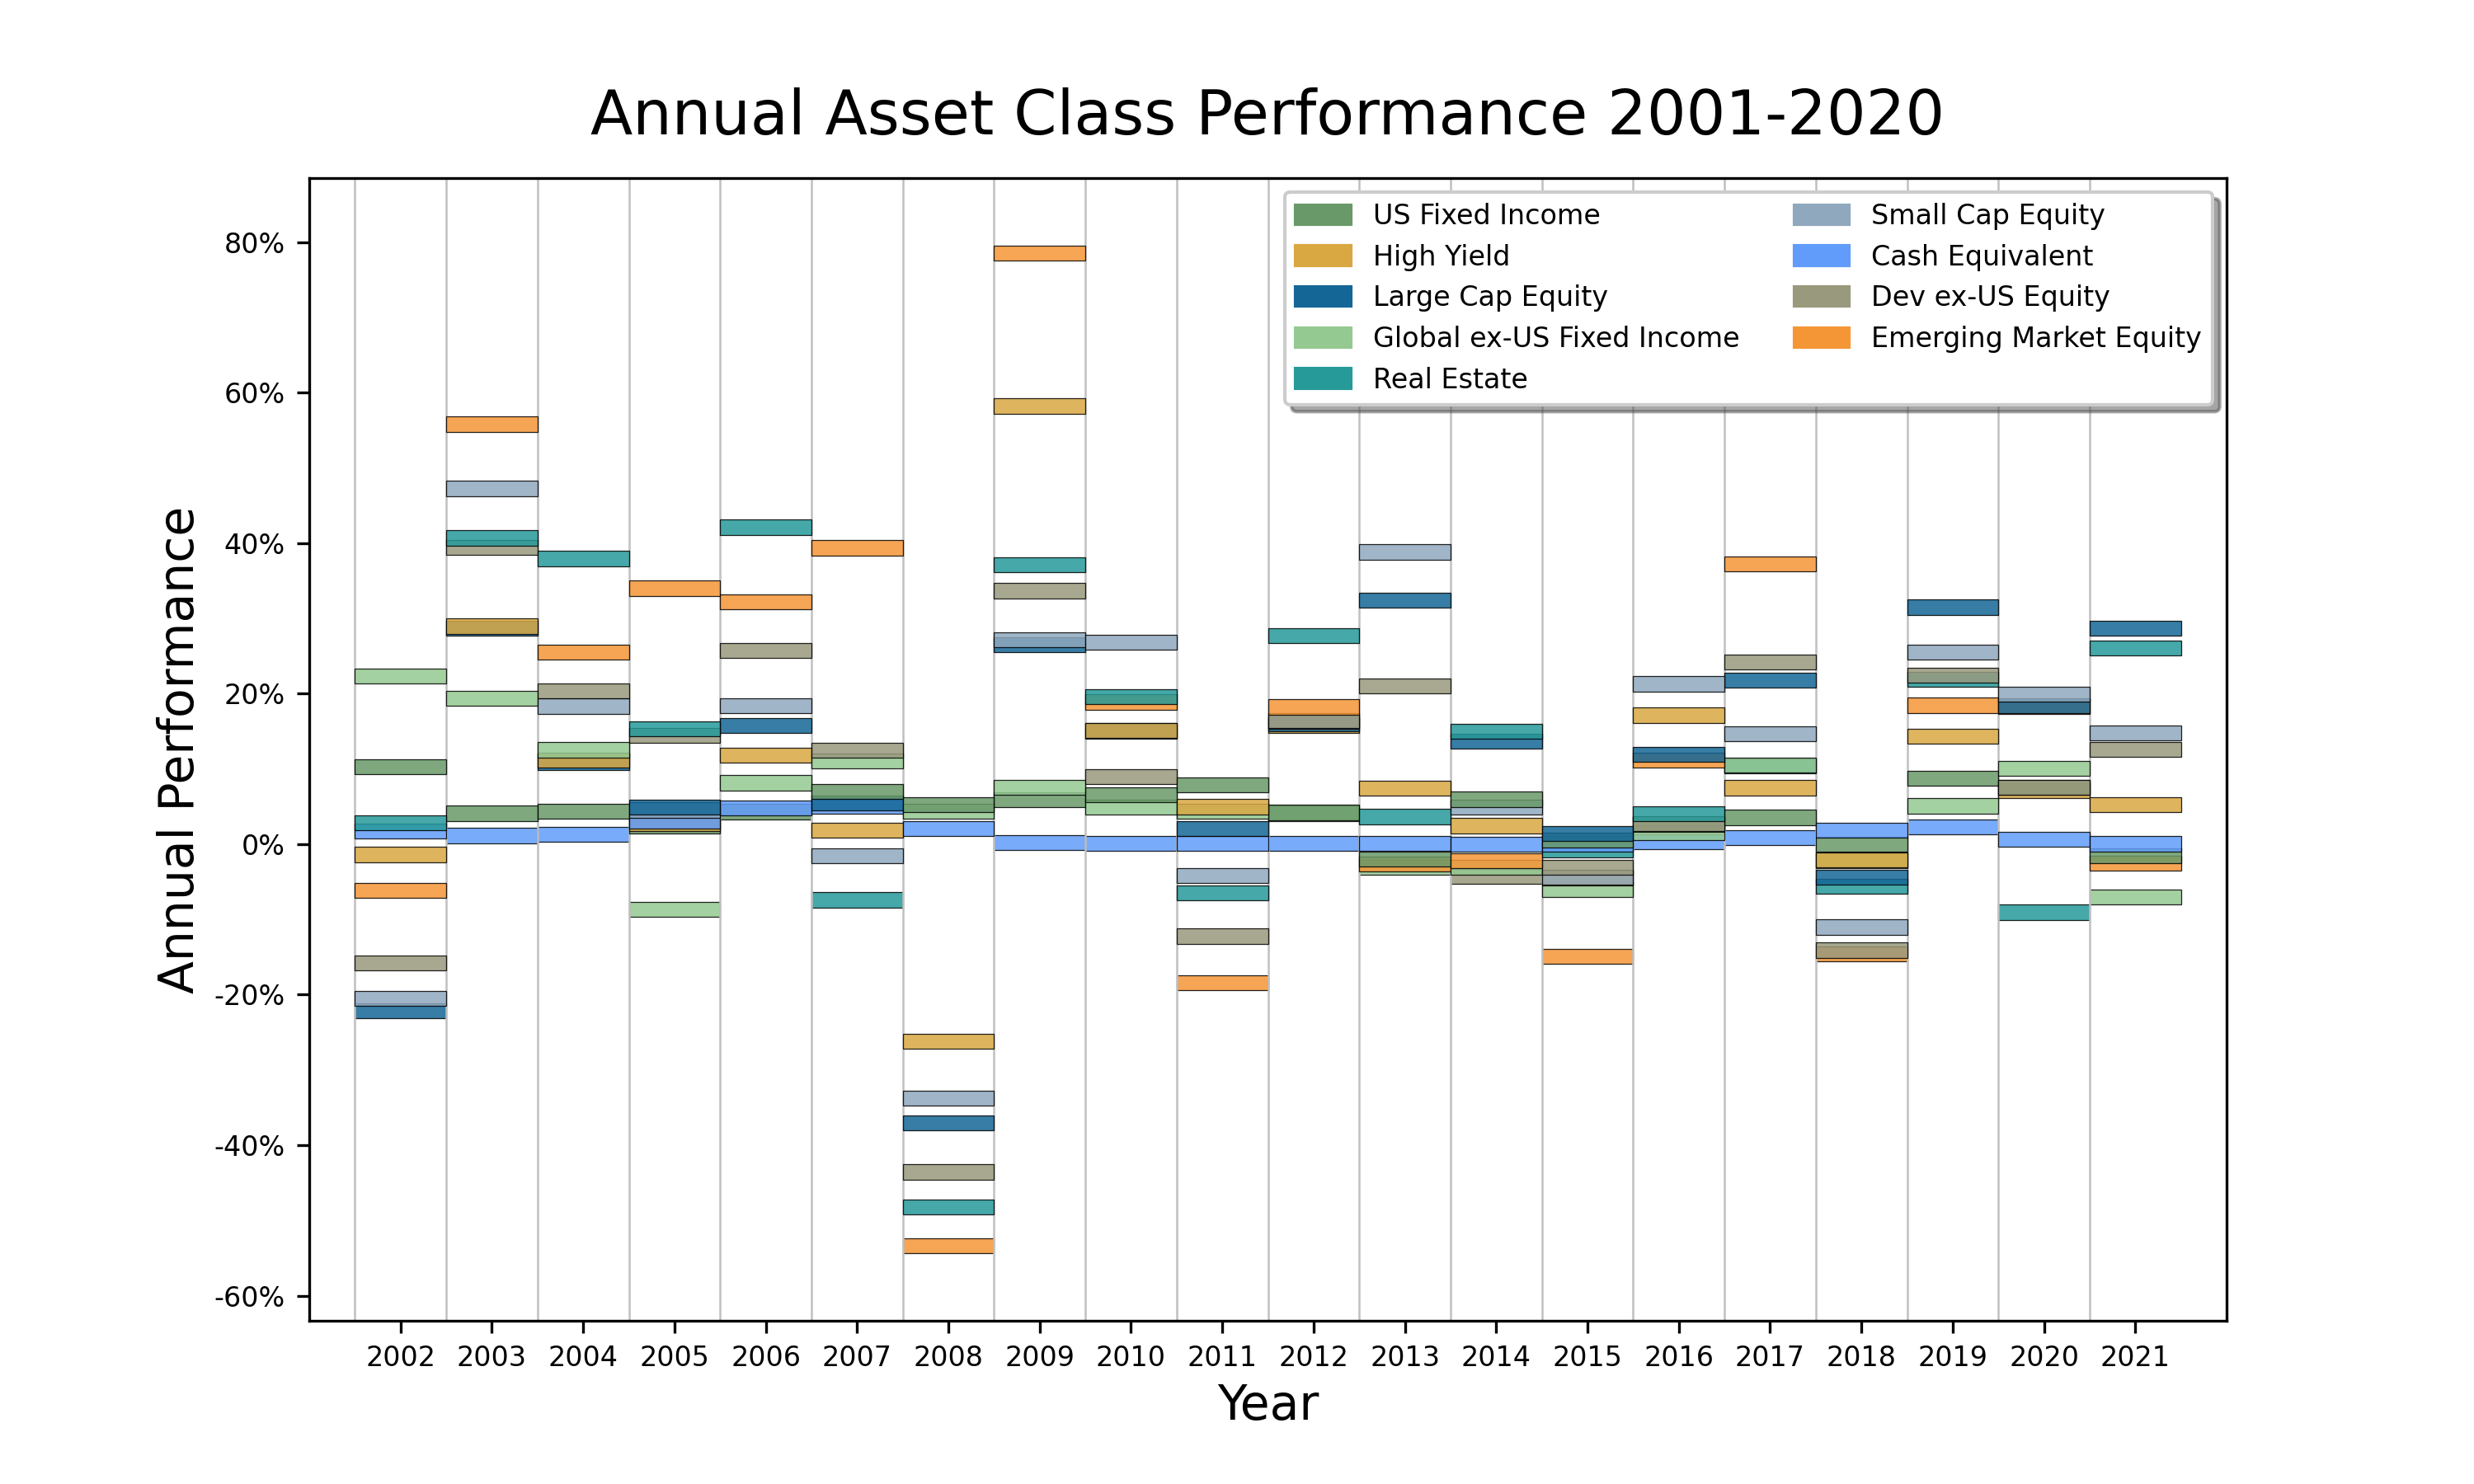 Annual Asset Class Performance 2001-2020
US Fixed Income
High Yield
Large Cap Equity
Global ex-US Fixed Income
Real Estate
Small Cap Equity
Cash Equivalent
Dev ex-US Equity
Emerging Market Equity
Annual Performance
80%
60%
40%
20%
0%
-20%
-40%
-60%
2002 2003 2004 2005 2006 2007 2008 2009 2010 2011 2012 2013 2014 2015 2016 2017 2018 2019 2020 2021
Year